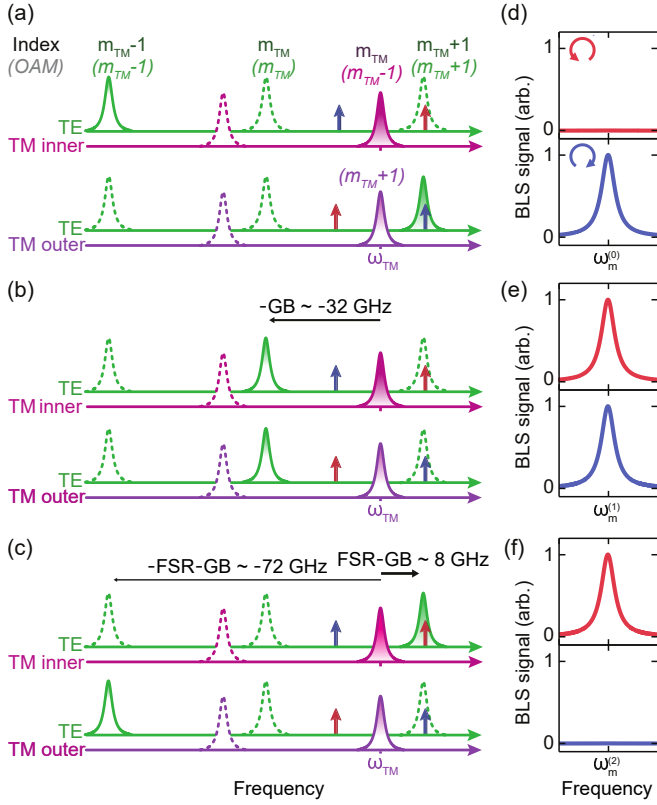 (a)
Index m_TM-1 m_TM m_TM m_TM+1
(OAM) (m_TM-1) (m_TM) (m_TM-1) (m_TM+1)
TE
TM inner
(m_TM+1)
TE
TM outer
ω_TM
(b)
-GB ~ -32 GHz
TE
TM inner
TE
TM outer
ω_TM
(c)
-FSR-GB ~ -72 GHz FSR-GB ~ 8 GHz
TE
TM inner
TE
TM outer
ω_TM
Frequency
(d)
BLS signal (arb.)
1
0
1
0
ω_m^(0)
(e)
BLS signal (arb.)
1
0
1
0
ω_m^(1)
(f)
BLS signal (arb.)
1
0
1
0
ω_m^(2)
Frequency